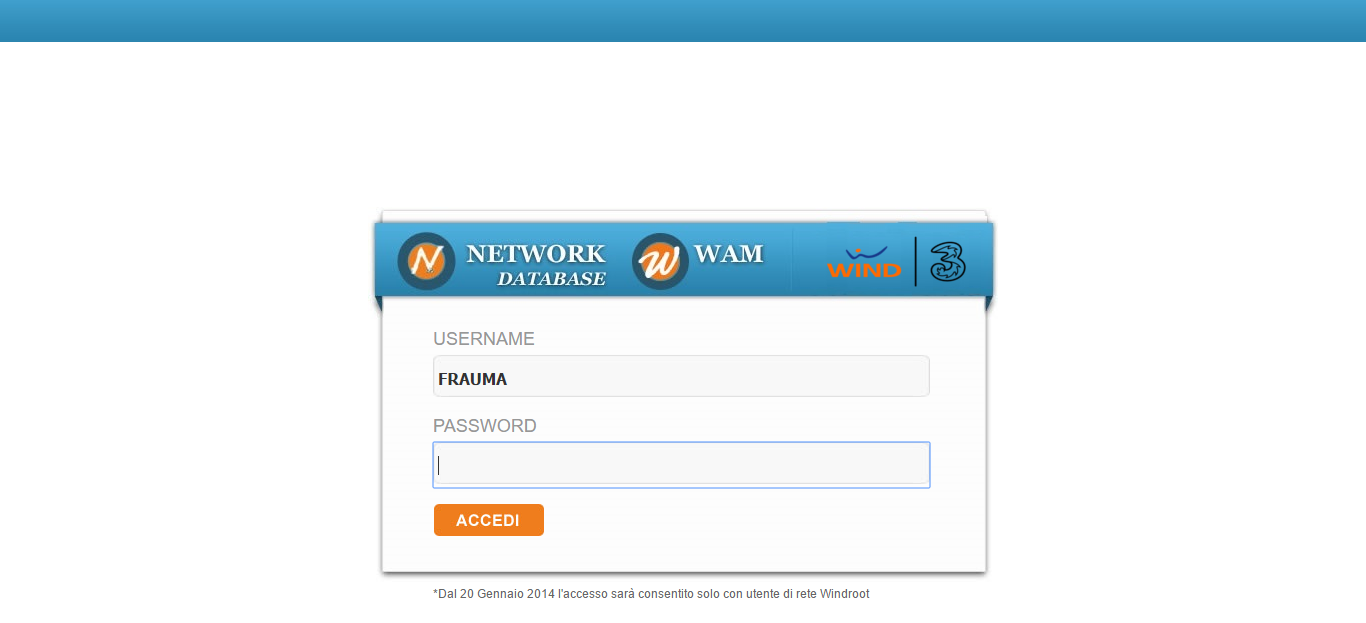 N NETWORK W WAM WIND 3
DATABASE
USERNAME
FRAUMA
PASSWORD
ACCEDI
*Dal 20 Gennaio 2014 l'accesso sarà consentito solo con utente di rete Windroot